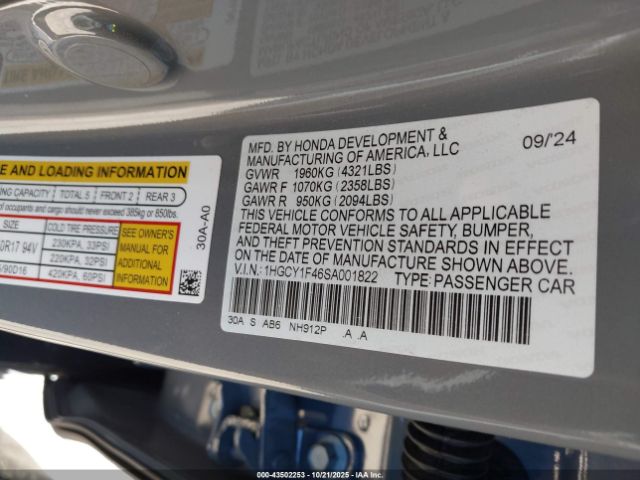 MFD. BY HONDA DEVELOPMENT &
MANUFACTURING OF AMERICA, LLC
09/'24
GVWR 1960KG (4321LBS)
GAWR F 1070KG (2358LBS)
GAWR R 950KG (2094LBS)
THIS VEHICLE CONFORMS TO ALL APPLICABLE
FEDERAL MOTOR VEHICLE SAFETY, BUMPER,
AND THEFT PREVENTION STANDARDS IN EFFECT
ON THE DATE OF MANUFACTURE SHOWN ABOVE.
V.I.N.: 1HGCY1F46SA001822 TYPE: PASSENGER CAR
30A S AB6 NH912P .A .A
E AND LOADING INFORMATION
ING CAPACITY TOTAL 5 FRONT 2 REAR 3
of occupants and cargo should never exceed 385kg or 850lbs.
SIZE COLD TIRE PRESSURE
0R17 94V 230KPA, 33PSI
220KPA, 32PSI
/90D16 420KPA, 60PSI
SEE OWNER'S
MANUAL FOR
ADDITIONAL
INFORMATION
30A-A0
000-43502253 | 10/21/2025 - IAAI.COM